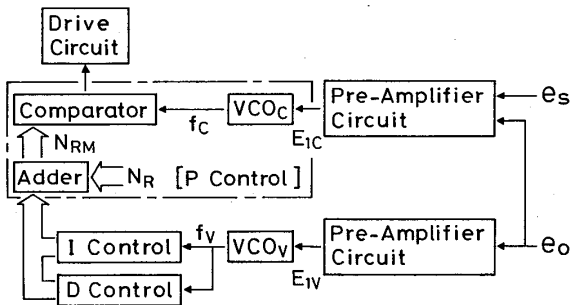 Drive
Circuit
Comparator
f_C
VCO_C
E_1C
Pre-Amplifier
Circuit
e_s
N_RM
Adder
N_R [P Control]
I Control
f_V
VCO_V
E_1V
Pre-Amplifier
Circuit
e_o
D Control